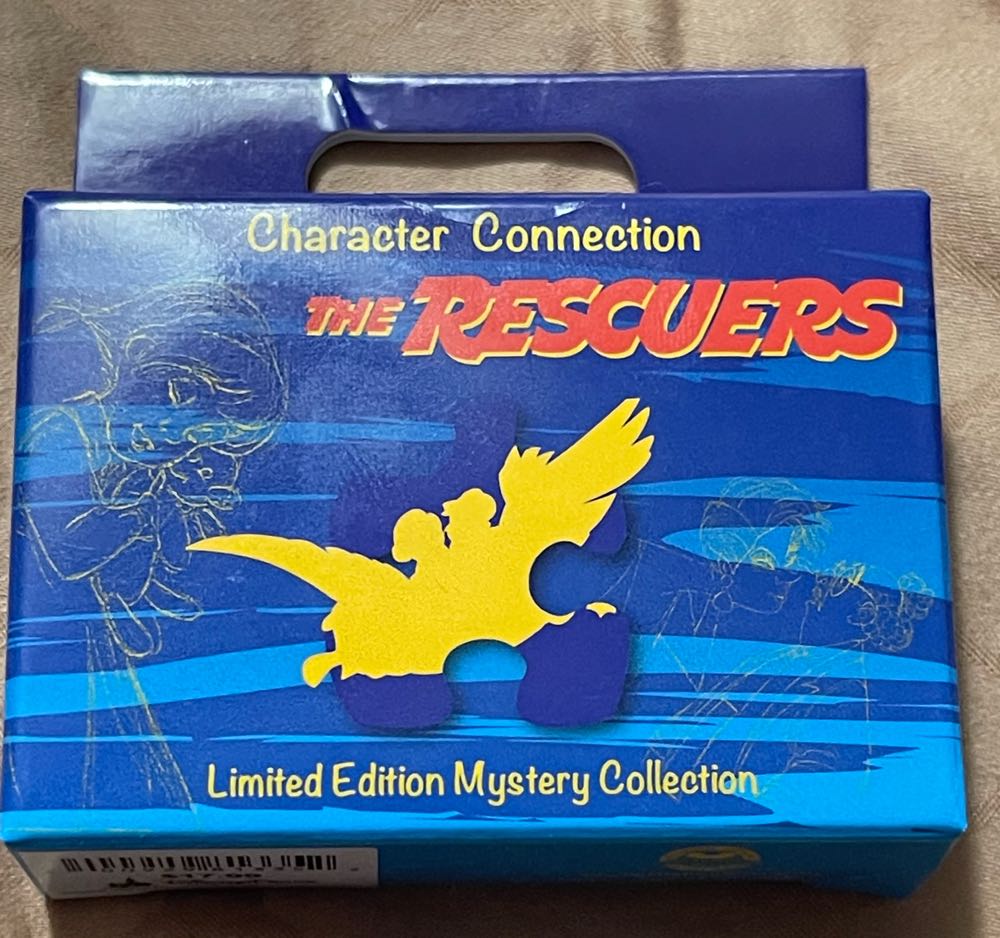 Character Connection
THE RESCUERS
Limited Edition Mystery Collection